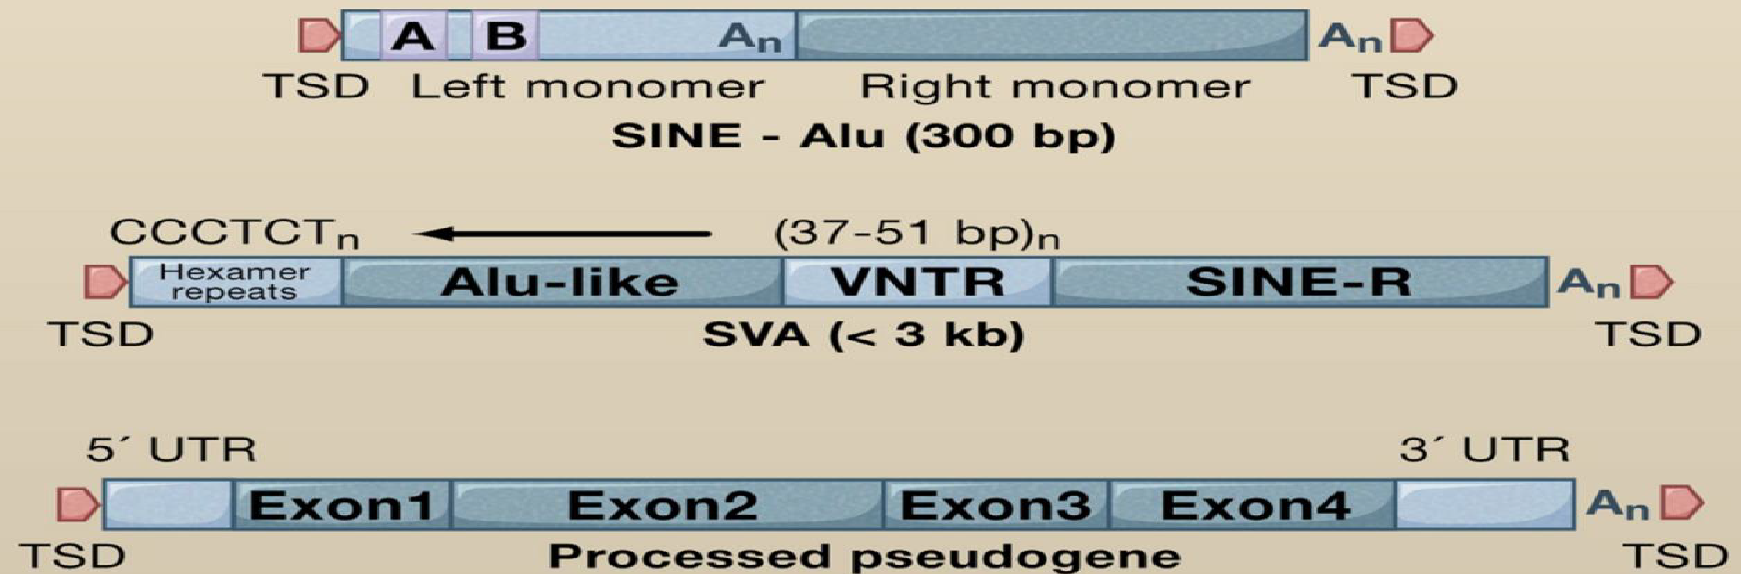 A B An An
TSD Left monomer Right monomer TSD
SINE - Alu (300 bp)
CCCTCTn (37-51 bp)n
Hexamer repeats Alu-like VNTR SINE-R An
TSD SVA (< 3 kb) TSD
5´ UTR 3´ UTR
Exon1 Exon2 Exon3 Exon4 An
TSD Processed pseudogene TSD